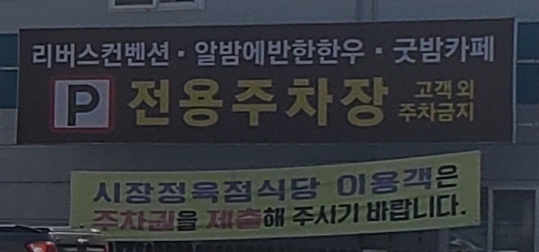 리버스컨벤션 · 알밤에반한한우 · 굿밤카페
P 전용주차장 고객 외
주차금지
시장정육점식당 이용객은
주차권을 제출해 주시기 바랍니다.